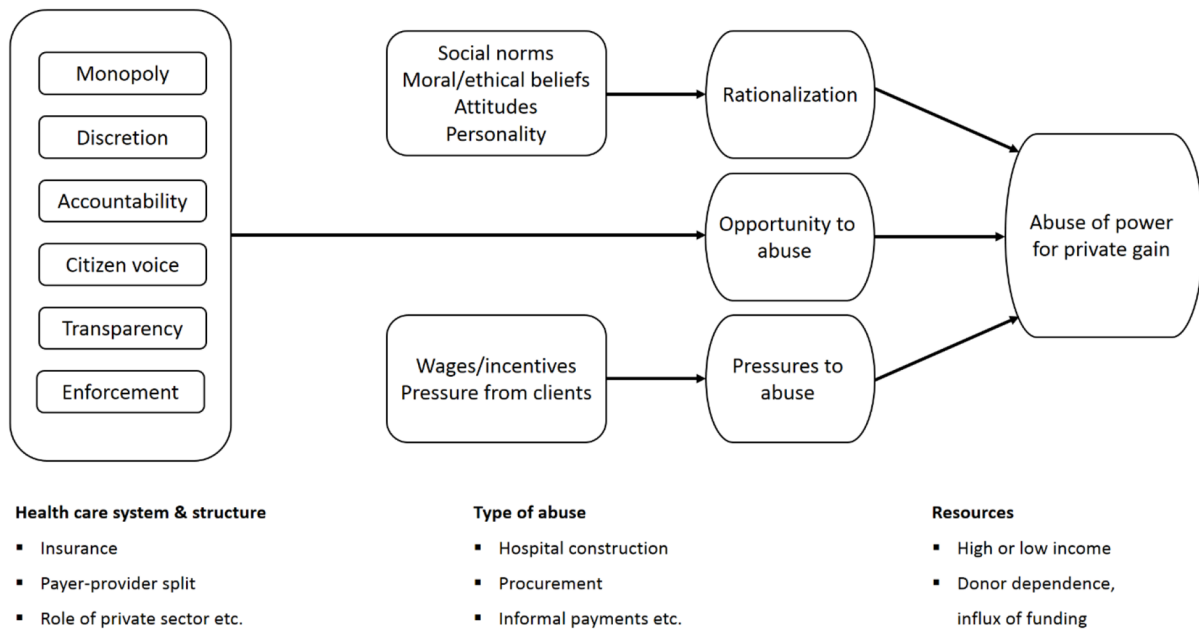 Monopoly
Discretion
Accountability
Citizen voice
Transparency
Enforcement
Social norms
Moral/ethical beliefs
Attitudes
Personality
Rationalization
Opportunity to
abuse
Wages/incentives
Pressure from clients
Pressures to
abuse
Abuse of power
for private gain
Health care system & structure
▪ Insurance
▪ Payer-provider split
▪ Role of private sector etc.
Type of abuse
▪ Hospital construction
▪ Procurement
▪ Informal payments etc.
Resources
▪ High or low income
▪ Donor dependence,
influx of funding